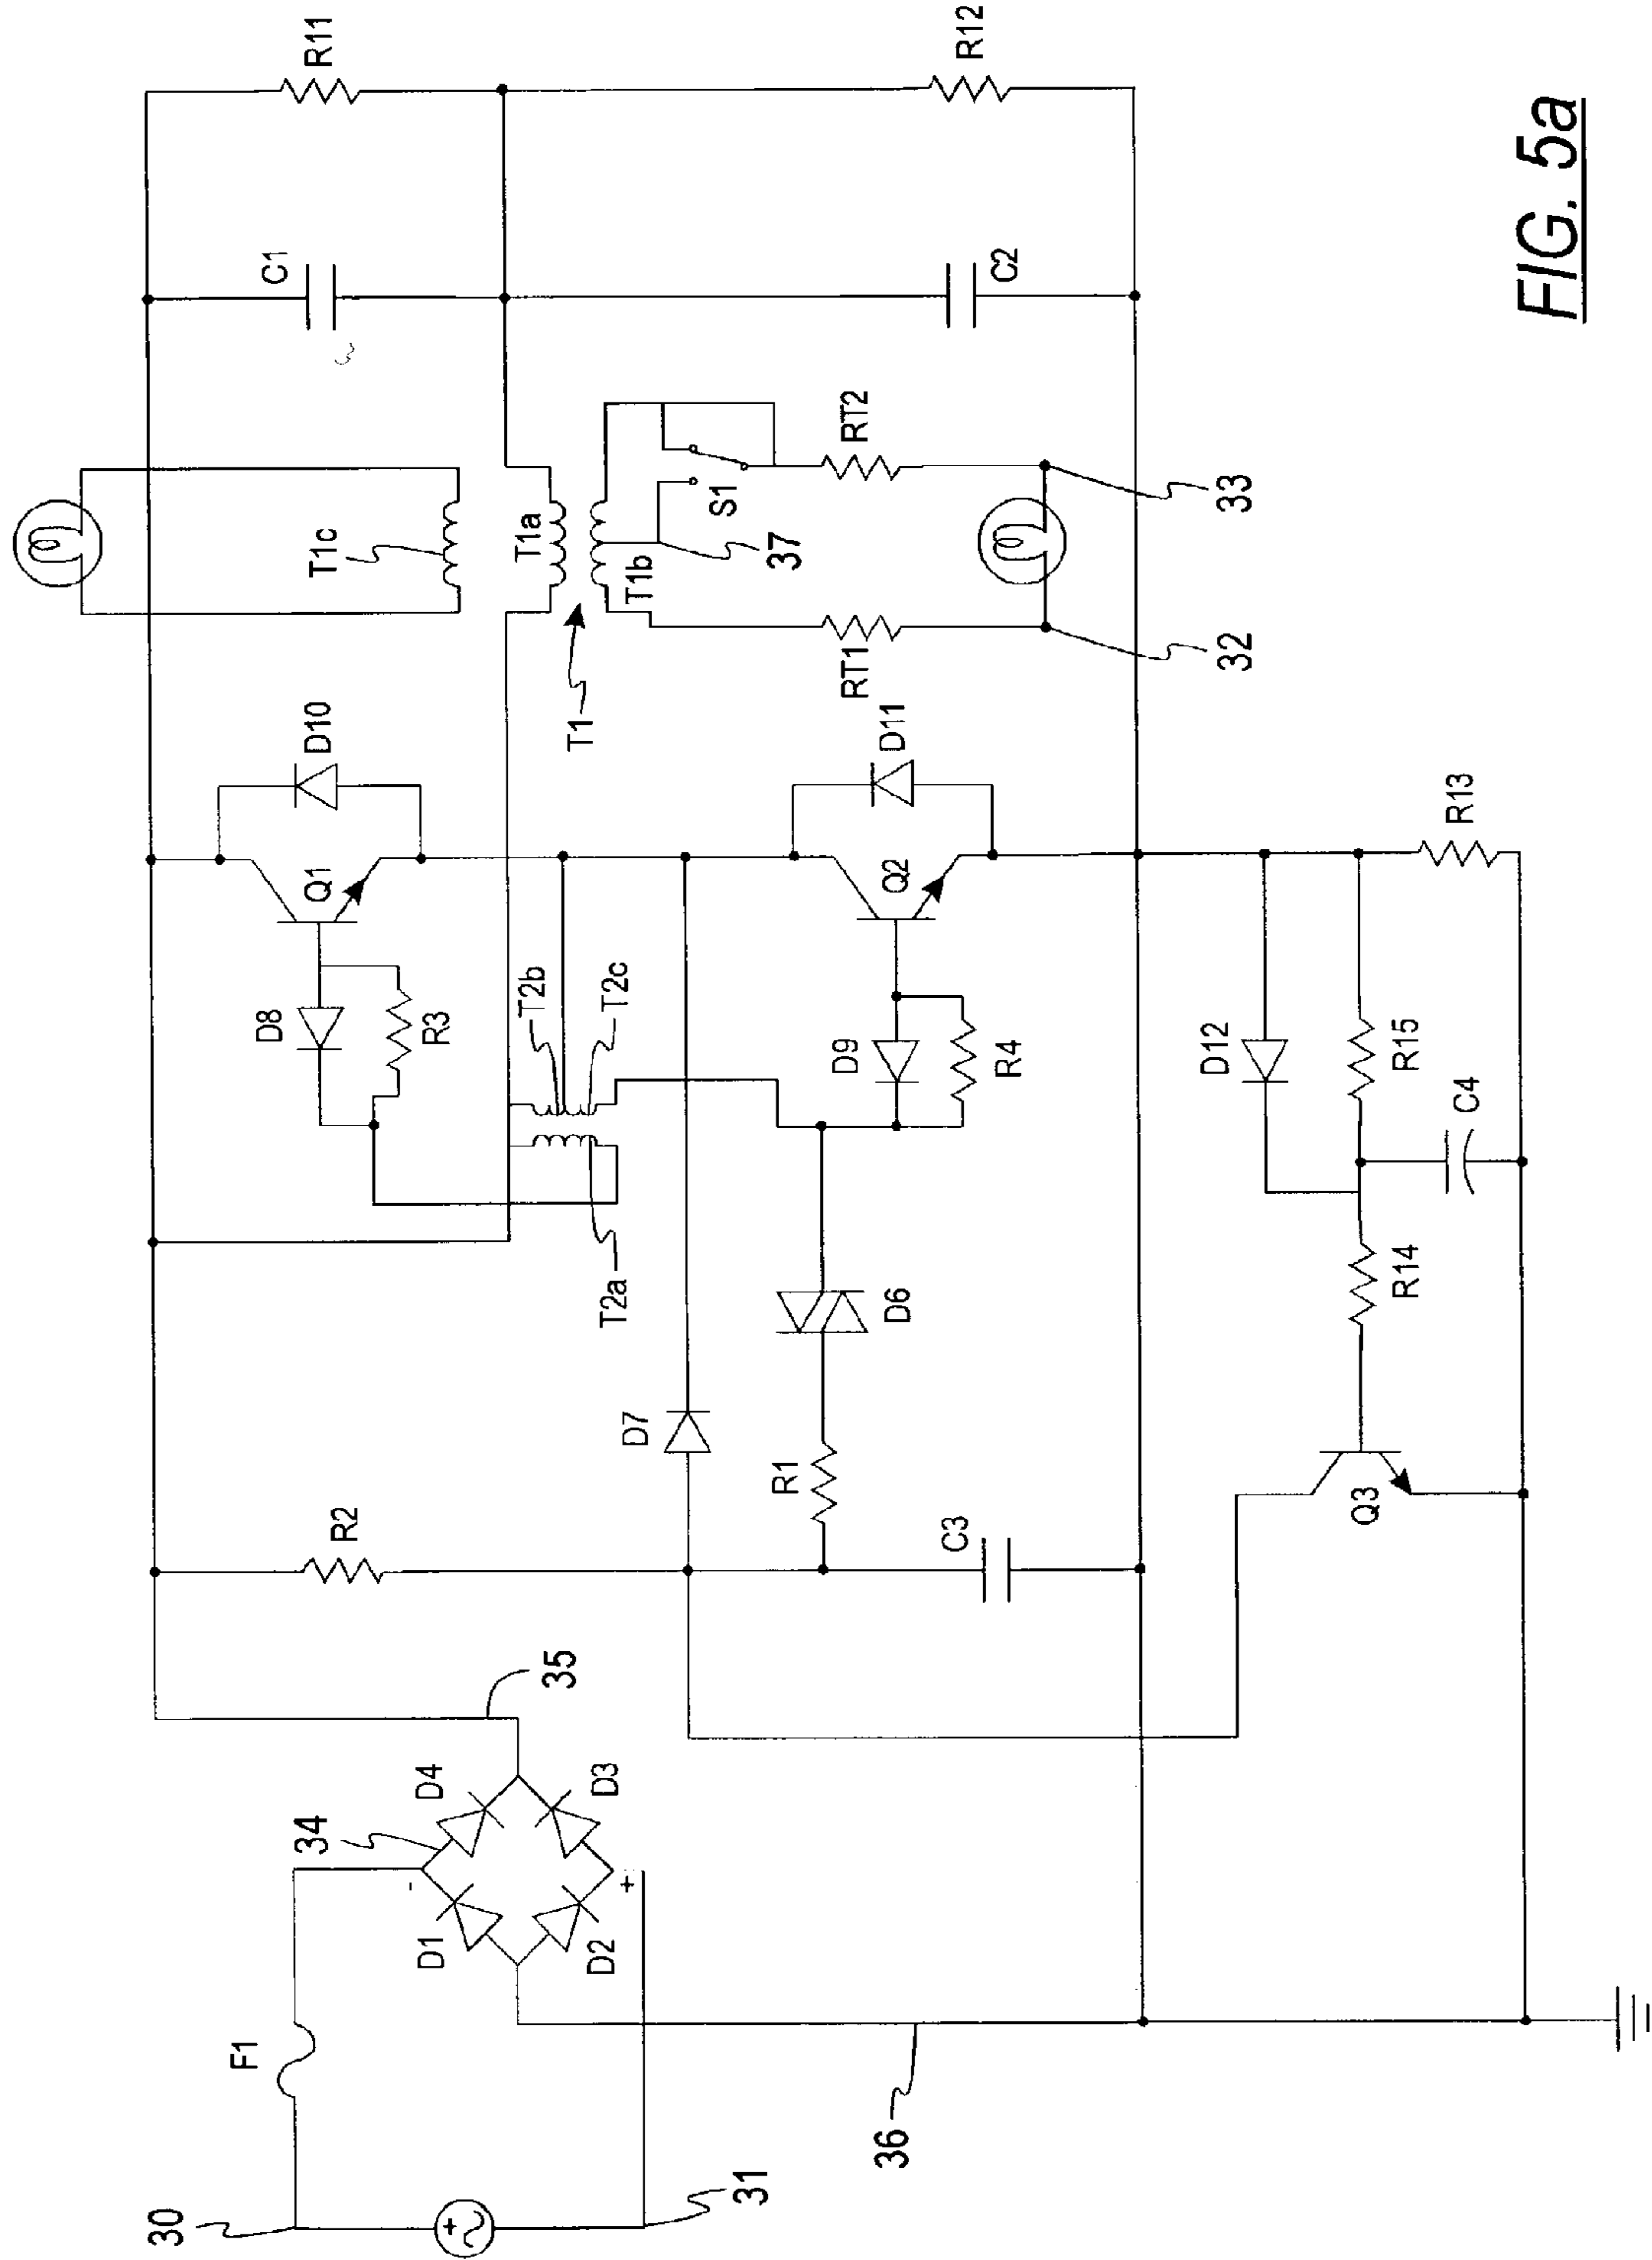 30
31
F1
34
D1
D4
-
D2
D3
+
35
36
R2
D7
R1
D6
C3
D8
R3
Q1
D10
T2b
T2c
T2a
D9
R4
Q2
D11
T1c
T1a
T1
T1b
S1
37
RT1
RT2
32
33
C1
C2
R11
R12
Q3
R14
D12
R15
C4
R13
FIG. 5a